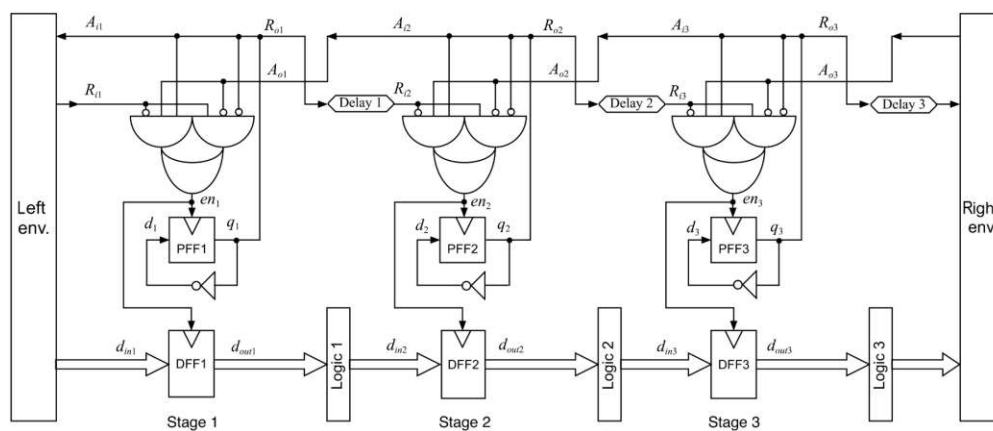 A_i1 R_o1 A_i2 R_o2 A_i3 R_o3
A_o1 A_o2 A_o3
R_i1 Delay 1 R_i2 Delay 2 R_i3 Delay 3
Left env.
Right env.
en_1 en_2 en_3
d_1 q_1 d_2 q_2 d_3 q_3
PFF1 PFF2 PFF3
d_in1 DFF1 d_out1 Logic 1 d_in2 DFF2 d_out2 Logic 2 d_in3 DFF3 d_out3 Logic 3
Stage 1 Stage 2 Stage 3